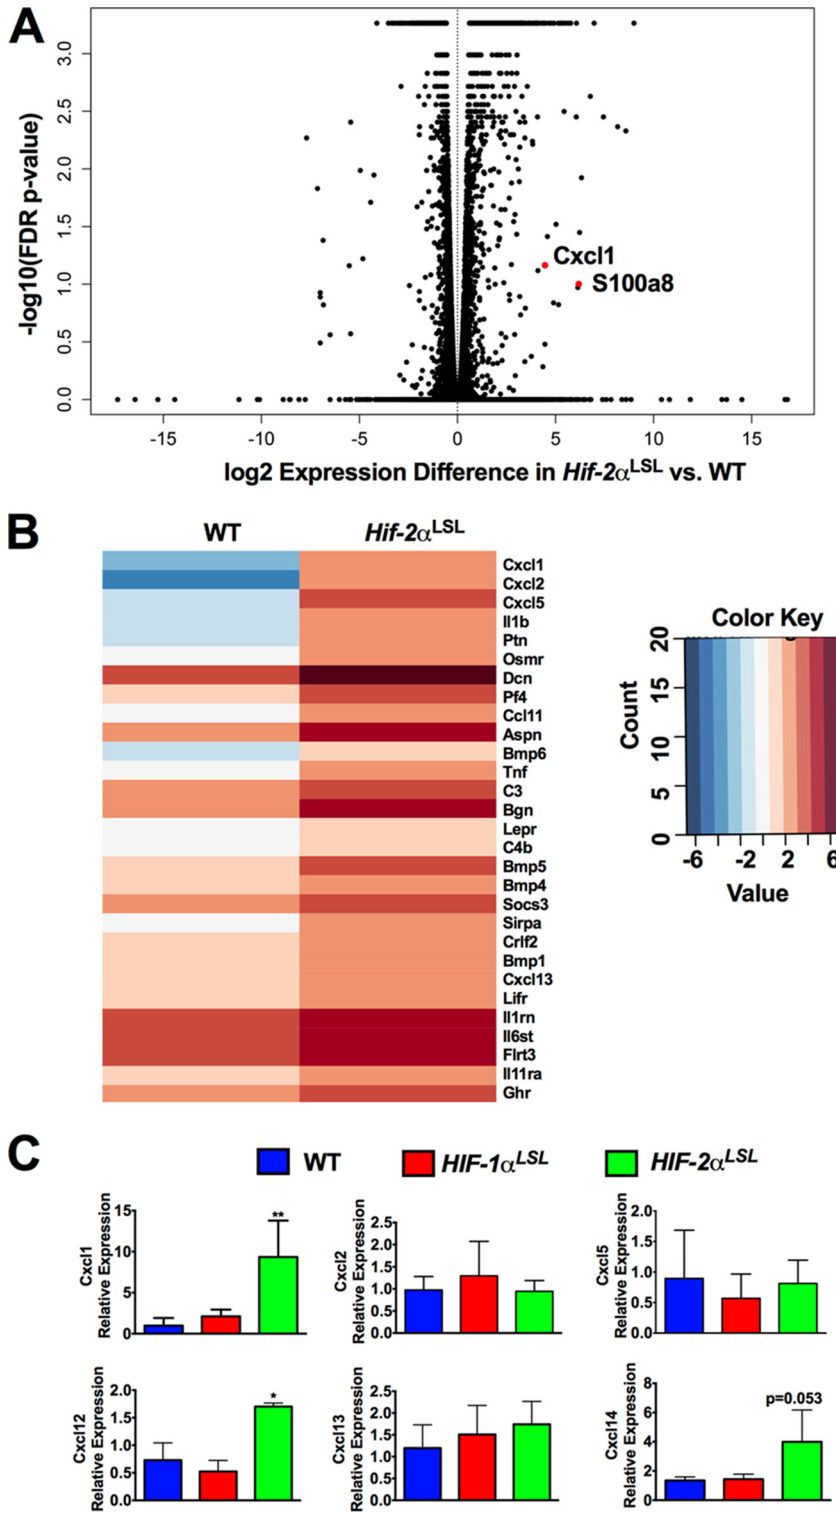 A
-log10(FDR p-value)
3.0
2.5
2.0
1.5
1.0
0.5
0.0
Cxcl1
S100a8
-15 -10 -5 0 5 10 15
log2 Expression Difference in Hif-2αLSL vs. WT
B
WT Hif-2αLSL
Cxcl1
Cxcl2
Cxcl5
Il1b
Ptn
Osmr
Dcn
Pf4
Ccl11
Aspn
Bmp6
Tnf
C3
Bgn
Lepr
C4b
Bmp5
Bmp4
Socs3
Sirpa
Crlf2
Bmp1
Cxcl13
Lifr
Il1rn
Il6st
Flrt3
Il11ra
Ghr
Color Key
Count
20
15
10
5
0
-6 -2 2 6
Value
C
WT HIF-1αLSL HIF-2αLSL
Cxcl1
Relative Expression
15
10
5
0
**
Cxcl2
Relative Expression
2.5
2.0
1.5
1.0
0.5
0.0
Cxcl5
Relative Expression
2.0
1.5
1.0
0.5
0.0
Cxcl12
Relative Expression
2.0
1.5
1.0
0.5
0.0
*
Cxcl13
Relative Expression
2.5
2.0
1.5
1.0
0.5
0.0
Cxcl14
Relative Expression
8
6
4
2
0
p=0.053